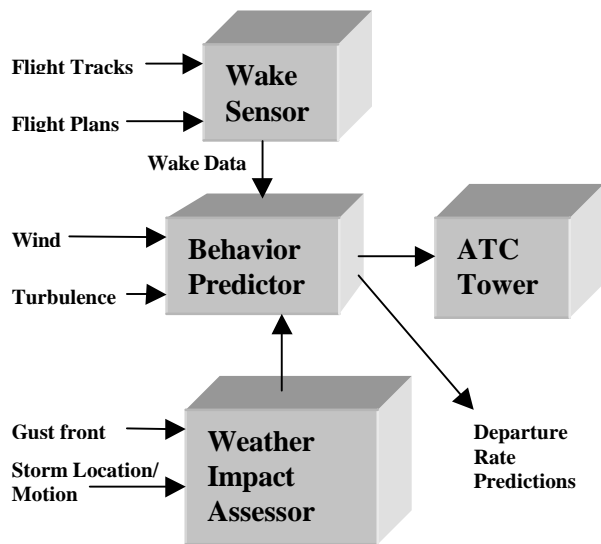 Flight Tracks
Wake
Sensor
Flight Plans
Wake Data
Wind
Behavior
Predictor
Turbulence
ATC
Tower
Gust front
Storm Location/
Motion
Weather
Impact
Assessor
Departure
Rate
Predictions